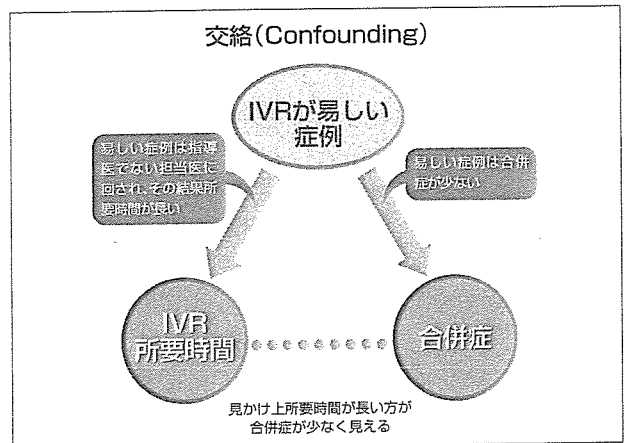 交絡(Confounding)
IVRが易しい
症例
易しい症例は指導
医でない担当医に
回され、その結果所
要時間が長い
易しい症例は合併
症が少ない
IVR
所要時間
合併症
見かけ上所要時間が長い方が
合併症が少なく見える